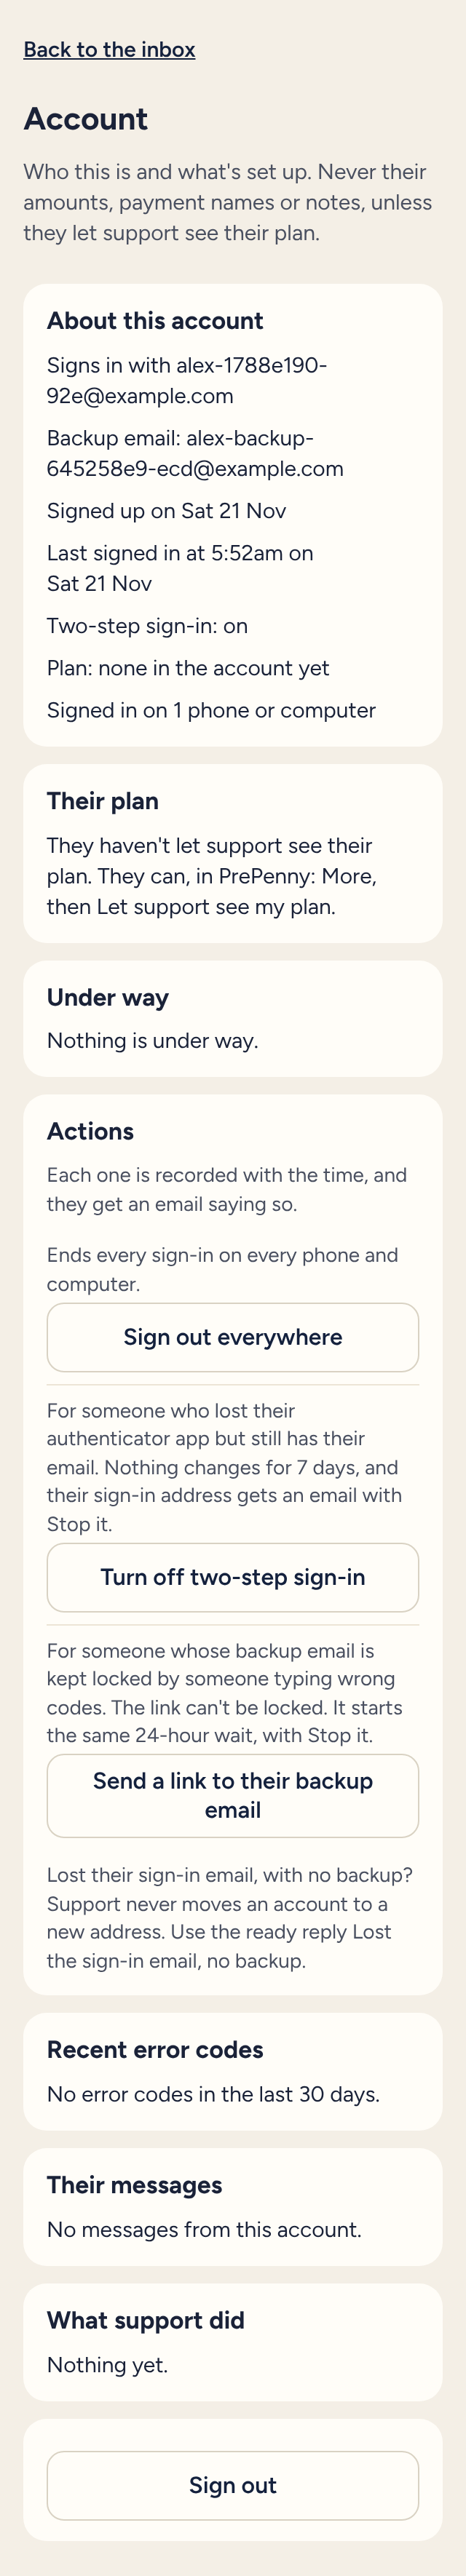 Back to the inbox
Account
Who this is and what's set up. Never their
amounts, payment names or notes, unless
they let support see their plan.
About this account
Signs in with alex-1788e190-
92e@example.com
Backup email: alex-backup-
645258e9-ecd@example.com
Signed up on Sat 21 Nov
Last signed in at 5:52am on
Sat 21 Nov
Two-step sign-in: on
Plan: none in the account yet
Signed in on 1 phone or computer
Their plan
They haven't let support see their
plan. They can, in PrePenny: More,
then Let support see my plan.
Under way
Nothing is under way.
Actions
Each one is recorded with the time, and
they get an email saying so.
Ends every sign-in on every phone and
computer.
Sign out everywhere
For someone who lost their
authenticator app but still has their
email. Nothing changes for 7 days, and
their sign-in address gets an email with
Stop it.
Turn off two-step sign-in
For someone whose backup email is
kept locked by someone typing wrong
codes. The link can't be locked. It starts
the same 24-hour wait, with Stop it.
Send a link to their backup
email
Lost their sign-in email, with no backup?
Support never moves an account to a
new address. Use the ready reply Lost
the sign-in email, no backup.
Recent error codes
No error codes in the last 30 days.
Their messages
No messages from this account.
What support did
Nothing yet.
Sign out